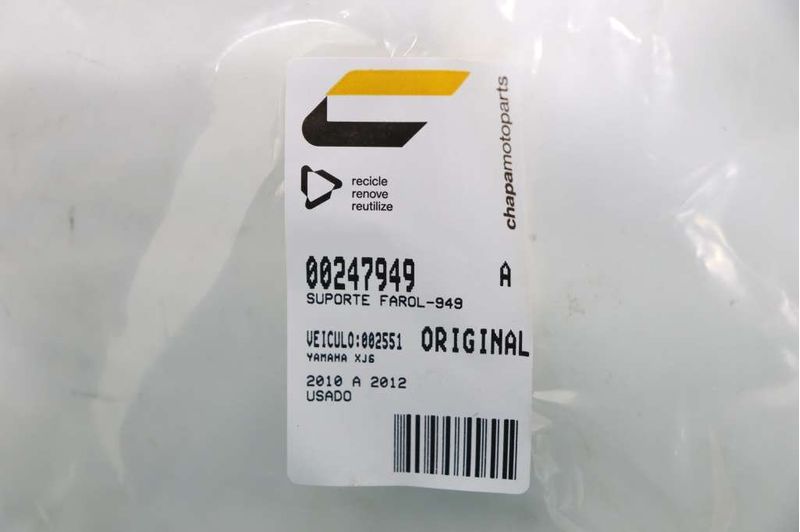 recicle
renove
reutilize
chapamotoparts
00247949 A
SUPORTE FAROL-949
VEICULO:002551 ORIGINAL
YAMAHA XJ6
2010 A 2012
USADO